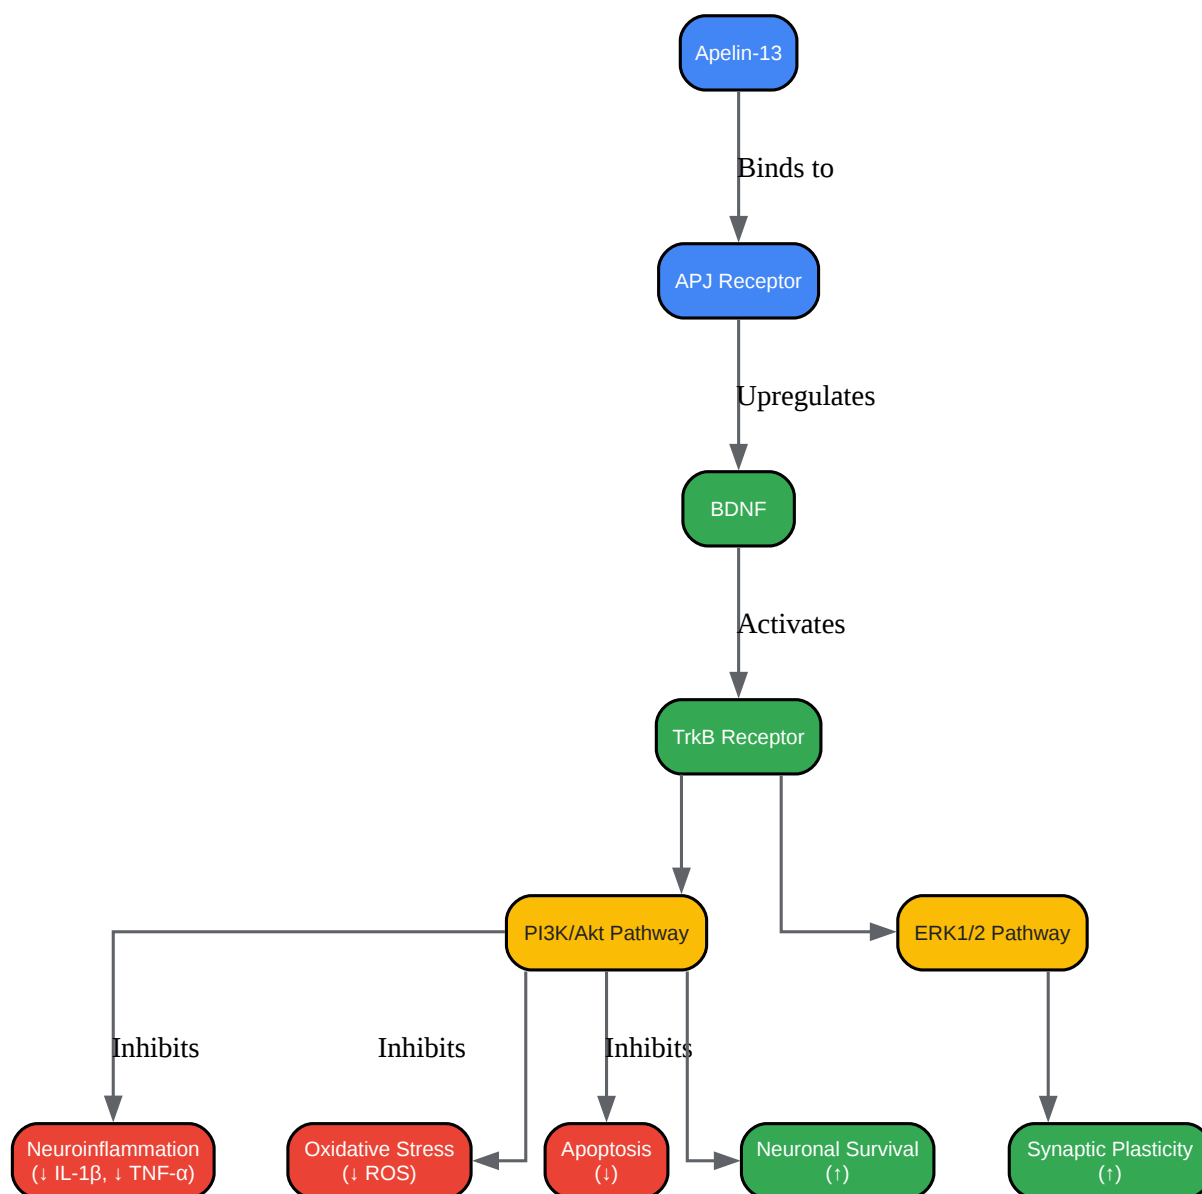 Apelin-13
Binds to
APJ Receptor
Upregulates
BDNF
Activates
TrkB Receptor
PI3K/Akt Pathway
ERK1/2 Pathway
Inhibits
Inhibits
Inhibits
Neuroinflammation
(↓ IL-1β, ↓ TNF-α)
Oxidative Stress
(↓ ROS)
Apoptosis
(↓)
Neuronal Survival
(↑)
Synaptic Plasticity
(↑)